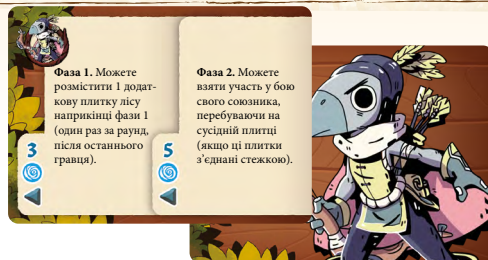 Фаза 1. Можете
розмістити 1 додат-
кову плитку лісу
наприкінці фази 1
(один раз за раунд,
після останнього
гравця).
3
Фаза 2. Можете
взяти участь у бою
свого союзника,
перебуваючи на
сусідній плитці
(якщо ці плитки
з’єднані стежкою).
5